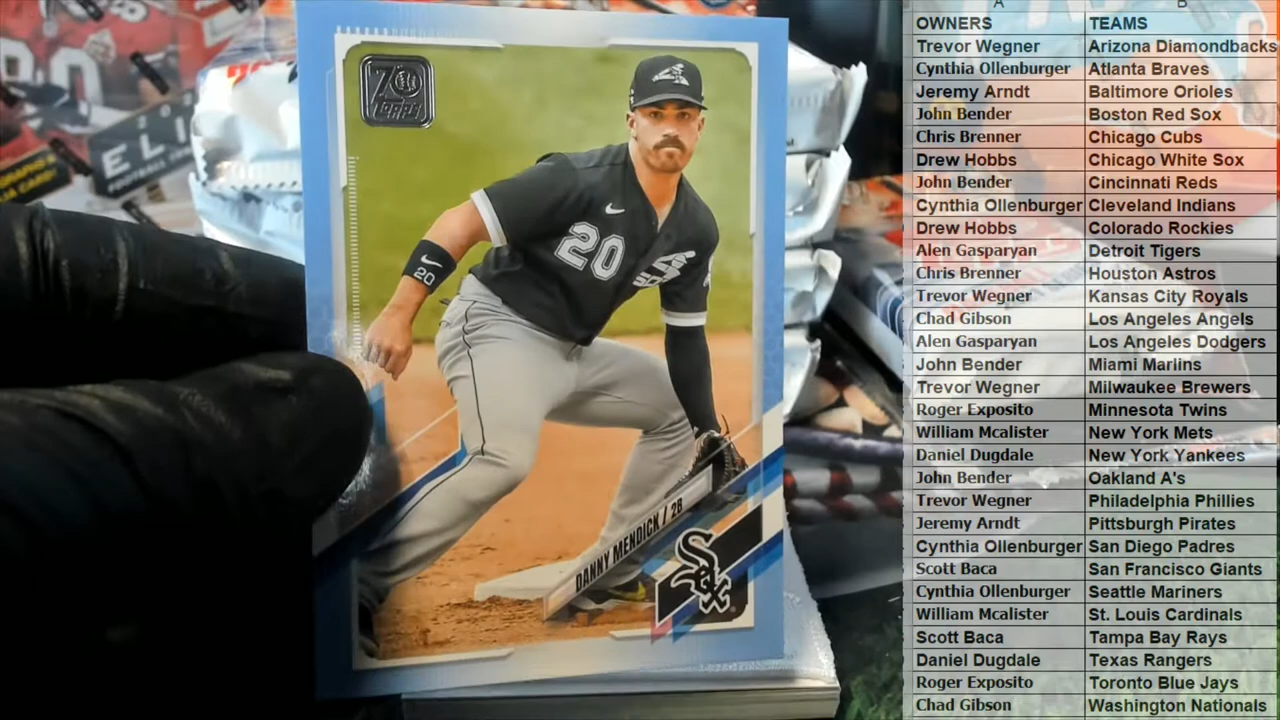 A B
OWNERS TEAMS
Trevor Wegner Arizona Diamondbacks
Cynthia Ollenburger Atlanta Braves
Jeremy Arndt Baltimore Orioles
John Bender Boston Red Sox
Chris Brenner Chicago Cubs
Drew Hobbs Chicago White Sox
John Bender Cincinnati Reds
Cynthia Ollenburger Cleveland Indians
Drew Hobbs Colorado Rockies
Alen Gasparyan Detroit Tigers
Chris Brenner Houston Astros
Trevor Wegner Kansas City Royals
Chad Gibson Los Angeles Angels
Alen Gasparyan Los Angeles Dodgers
John Bender Miami Marlins
Trevor Wegner Milwaukee Brewers
Roger Exposito Minnesota Twins
William Mcalister New York Mets
Daniel Dugdale New York Yankees
John Bender Oakland A's
Trevor Wegner Philadelphia Phillies
Jeremy Arndt Pittsburgh Pirates
Cynthia Ollenburger San Diego Padres
Scott Baca San Francisco Giants
Cynthia Ollenburger Seattle Mariners
William Mcalister St. Louis Cardinals
Scott Baca Tampa Bay Rays
Daniel Dugdale Texas Rangers
Roger Exposito Toronto Blue Jays
Chad Gibson Washington Nationals
70
Topps
20
20
DANNY MENDICK / 2B
Sox
ELI